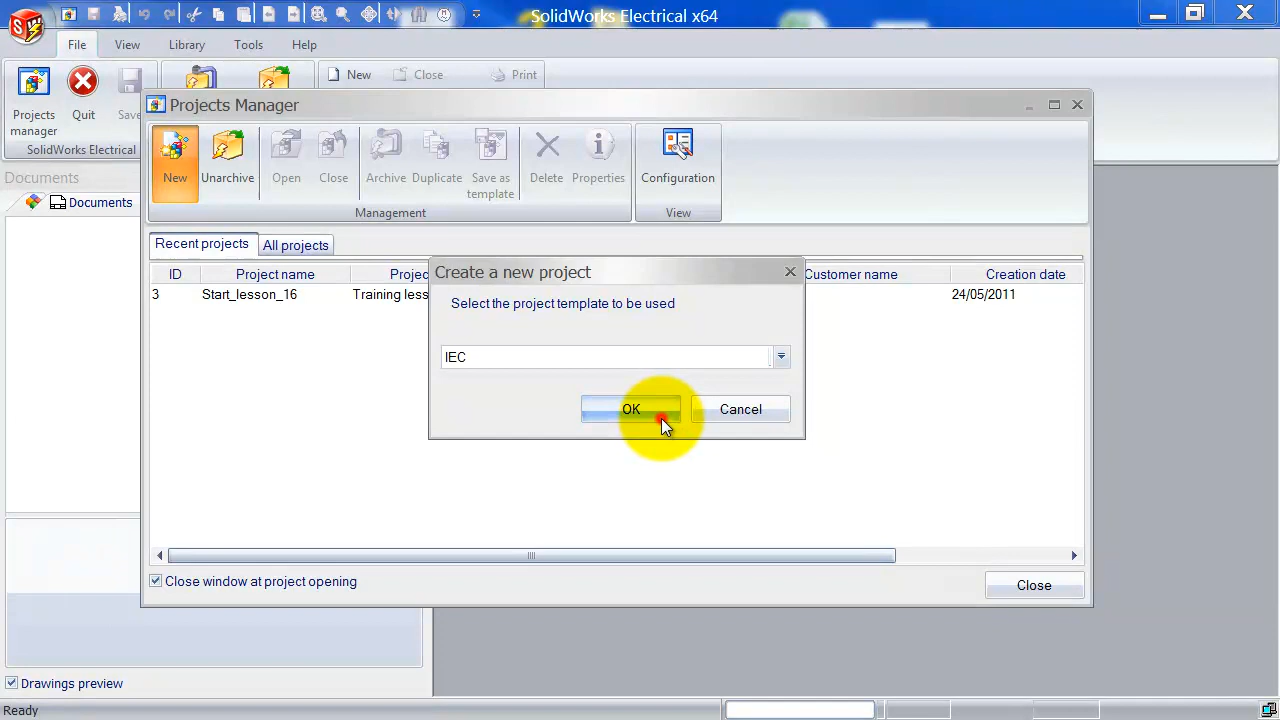 SolidWorks Electrical x64
File View Library Tools Help
New Close Print
Projects manager Quit Save
SolidWorks Electrical
Projects Manager
New Unarchive Open Close Archive Duplicate Save as template Delete Properties Configuration
Management View
Documents
Documents
Recent projects All projects
ID Project name Projec Customer name Creation date
3 Start_lesson_16 Training less 24/05/2011
Create a new project
Select the project template to be used
IEC
OK Cancel
Close window at project opening
Close
Drawings preview
Ready